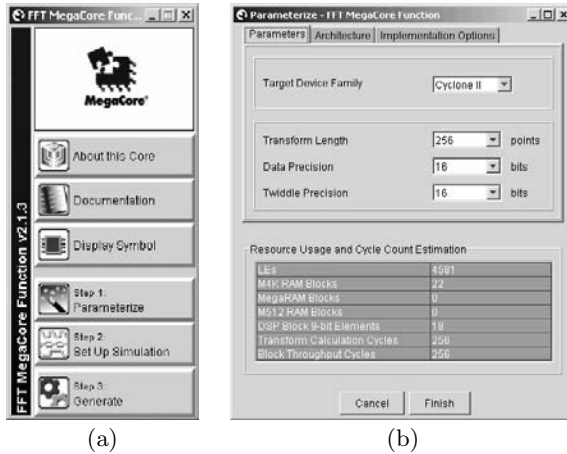 FFT MegaCore Func...
MegaCore®
About this Core
Documentation
Display Symbol
Step 1:
Parameterize
Step 2:
Set Up Simulation
Step 3:
Generate
FFT MegaCore Function v2.1.3
(a)
Parameterize - FFT MegaCore Function
Parameters Architecture Implementation Options
Target Device Family Cyclone II
Transform Length 256 points
Data Precision 16 bits
Twiddle Precision 16 bits
Resource Usage and Cycle Count Estimation
LEs 4581
M4K RAM Blocks 22
MegaRAM Blocks 0
M512 RAM Blocks 0
DSP Block 9-bit Elements 18
Transform Calculation Cycles 256
Block Throughput Cycles 256
Cancel Finish
(b)